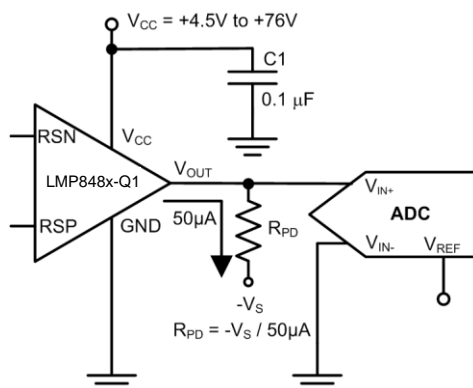 V_CC = +4.5V to +76V
C1
0.1 µF
RSN
V_CC
LMP848x-Q1
V_OUT
V_IN+
ADC
RSP
GND
50µA
R_PD
V_IN-
V_REF
-V_S
R_PD = -V_S / 50µA